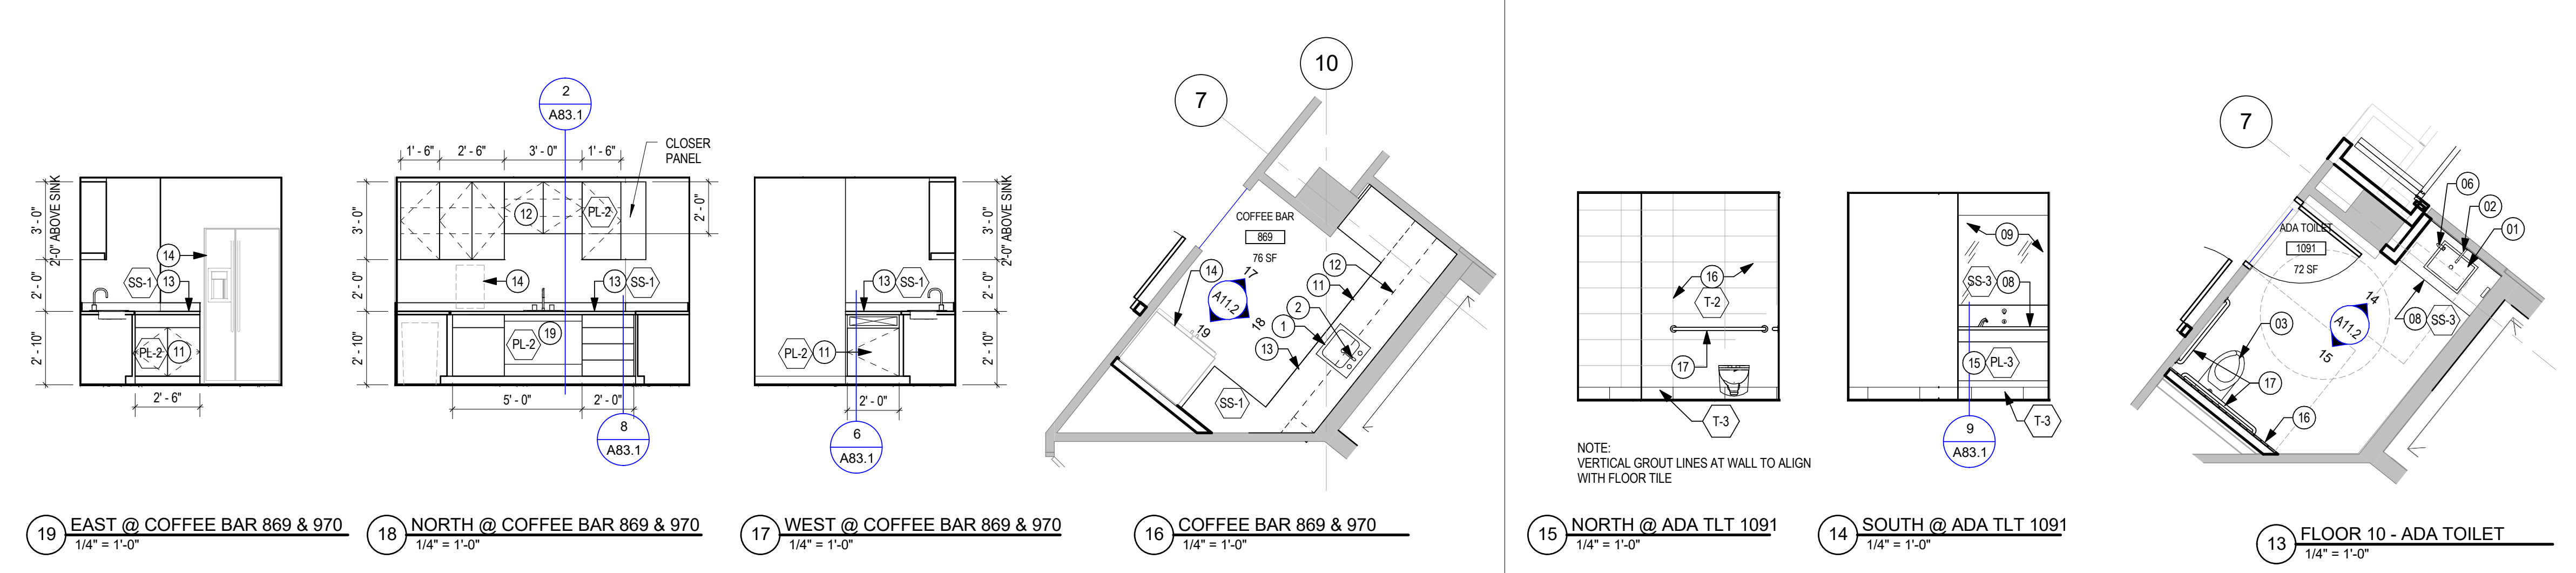 3' - 0"
2'-0" ABOVE SINK
2' - 0"
2' - 10"
14
SS-1
13
PL-2
11
2' - 6"
19
EAST @ COFFEE BAR 869 & 970
1/4" = 1'-0"
2
A83.1
CLOSER
PANEL
1' - 6"
2' - 6"
3' - 0"
1' - 6"
3' - 0"
2' - 0"
2' - 10"
2' - 0"
12
PL-2
14
13
SS-1
PL-2
19
5' - 0"
2' - 0"
8
A83.1
18
NORTH @ COFFEE BAR 869 & 970
1/4" = 1'-0"
3' - 0"
2'-0" ABOVE SINK
2' - 0"
2' - 10"
13
SS-1
PL-2
11
2' - 0"
6
A83.1
17
WEST @ COFFEE BAR 869 & 970
1/4" = 1'-0"
10
7
COFFEE BAR
869
76 SF
14
17
A11.2
19
18
12
11
2
1
13
SS-1
16
COFFEE BAR 869 & 970
1/4" = 1'-0"
16
T-2
17
T-3
NOTE:
VERTICAL GROUT LINES AT WALL TO ALIGN
WITH FLOOR TILE
15
NORTH @ ADA TLT 1091
1/4" = 1'-0"
09
SS-3
08
15
PL-3
T-3
9
A83.1
14
SOUTH @ ADA TLT 1091
1/4" = 1'-0"
7
06
02
01
ADA TOILET
1091
72 SF
14
A11.2
15
08
SS-3
03
17
16
13
FLOOR 10 - ADA TOILET
1/4" = 1'-0"